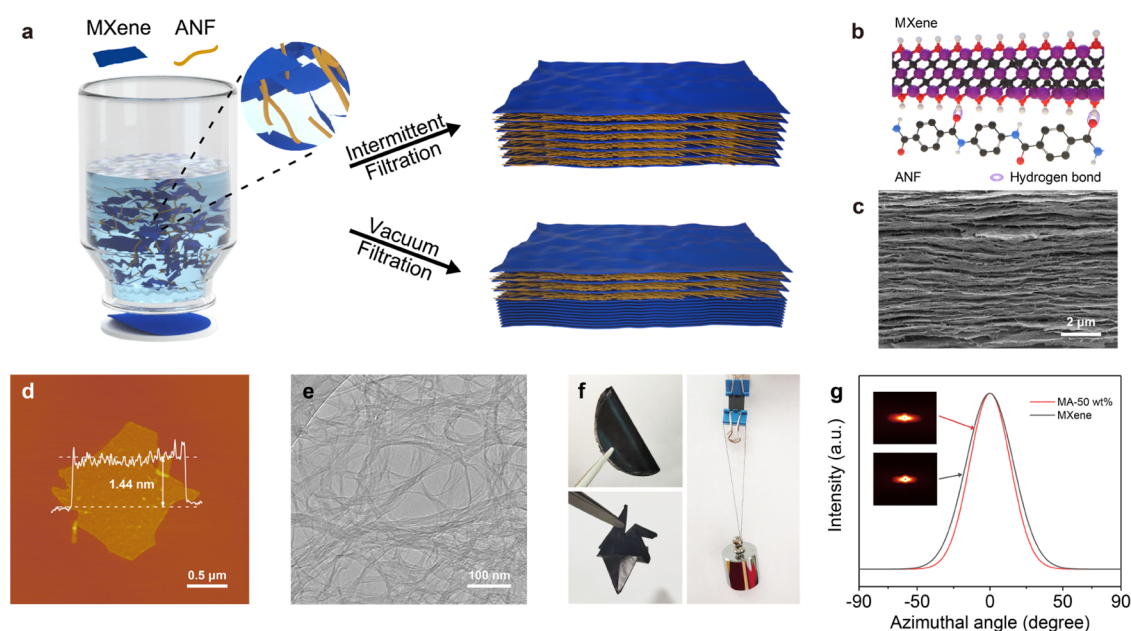 a
MXene
ANF
Intermittent
Filtration
Vacuum
Filtration
b
MXene
ANF
Hydrogen bond
c
2 μm
d
1.44 nm
0.5 μm
e
100 nm
f
g
MA-50 wt%
MXene
Intensity (a.u.)
-90
-50
0
50
90
Azimuthal angle (degree)